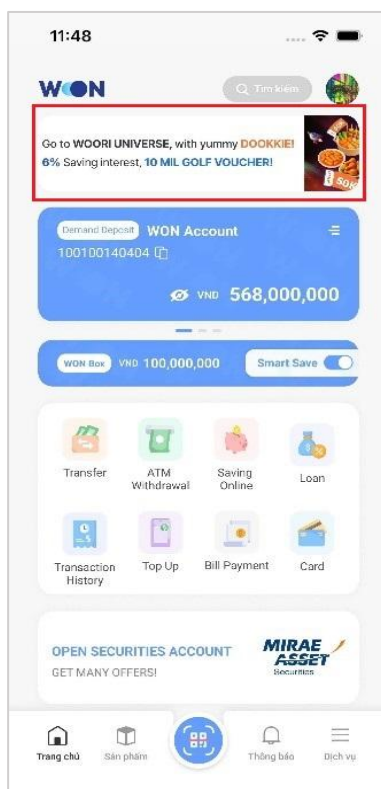 11:48
WON
Tìm kiếm
Go to WOORI UNIVERSE, with yummy DOOKKIE!
6% Saving interest, 10 MIL GOLF VOUCHER!
50K
Demand Deposit WON Account
100100140404
VND 568,000,000
WON Box VND 100,000,000 Smart Save
Transfer ATM Withdrawal Saving Online Loan
Transaction History Top Up Bill Payment Card
OPEN SECURITIES ACCOUNT
GET MANY OFFERS!
MIRAE
ASSET
Securities
Trang chủ Sản phẩm Thông báo Dịch vụ